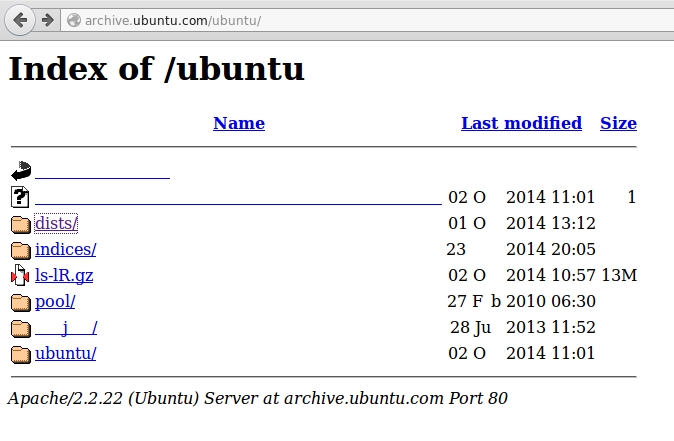 archive.ubuntu.com/ubuntu/
Index of /ubuntu
Name Last modified Size
02 O 2014 11:01 1
dists/ 01 O 2014 13:12
indices/ 23 2014 20:05
ls-lR.gz 02 O 2014 10:57 13M
pool/ 27 F b 2010 06:30
j / 28 Ju 2013 11:52
ubuntu/ 02 O 2014 11:01
Apache/2.2.22 (Ubuntu) Server at archive.ubuntu.com Port 80